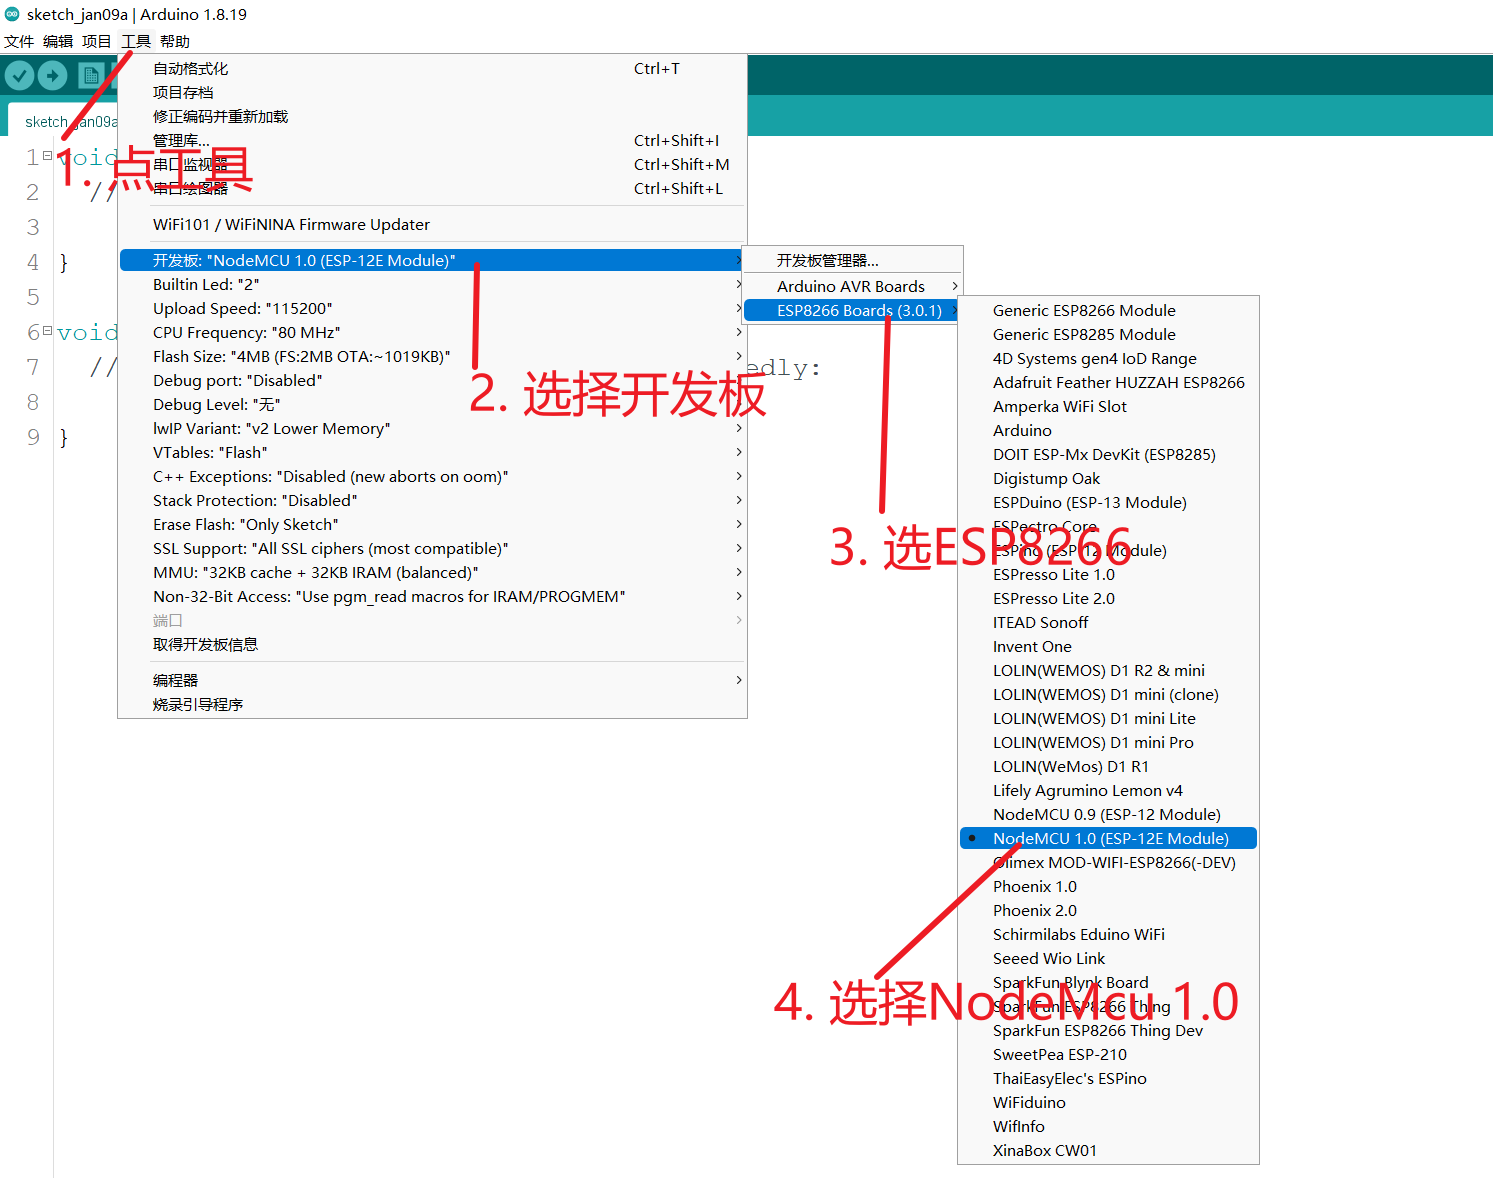 sketch_jan09a | Arduino 1.8.19
文件 编辑 项目 工具 帮助
sketch_jan09a
自动格式化 Ctrl+T
项目存档
修正编码并重新加载
管理库... Ctrl+Shift+I
串口监视器 Ctrl+Shift+M
串口绘图器 Ctrl+Shift+L
WiFi101 / WiFiNINA Firmware Updater
开发板: "NodeMCU 1.0 (ESP-12E Module)"
Builtin Led: "2"
Upload Speed: "115200"
CPU Frequency: "80 MHz"
Flash Size: "4MB (FS:2MB OTA:~1019KB)"
Debug port: "Disabled"
Debug Level: "无"
lwIP Variant: "v2 Lower Memory"
VTables: "Flash"
C++ Exceptions: "Disabled (new aborts on oom)"
Stack Protection: "Disabled"
Erase Flash: "Only Sketch"
SSL Support: "All SSL ciphers (most compatible)"
MMU: "32KB cache + 32KB IRAM (balanced)"
Non-32-Bit Access: "Use pgm_read macros for IRAM/PROGMEM"
端口
取得开发板信息
编程器
烧录引导程序
1 void
2 //
3
4 }
5
6 void
7 // edly:
8
9 }
开发板管理器...
Arduino AVR Boards
ESP8266 Boards (3.0.1)
Generic ESP8266 Module
Generic ESP8285 Module
4D Systems gen4 IoD Range
Adafruit Feather HUZZAH ESP8266
Amperka WiFi Slot
Arduino
DOIT ESP-Mx DevKit (ESP8285)
Digistump Oak
ESPDuino (ESP-13 Module)
ESPectro Core
ESPino (ESP-12 Module)
ESPresso Lite 1.0
ESPresso Lite 2.0
ITEAD Sonoff
Invent One
LOLIN(WEMOS) D1 R2 & mini
LOLIN(WEMOS) D1 mini (clone)
LOLIN(WEMOS) D1 mini Lite
LOLIN(WEMOS) D1 mini Pro
LOLIN(WeMos) D1 R1
Lifely Agrumino Lemon v4
NodeMCU 0.9 (ESP-12 Module)
NodeMCU 1.0 (ESP-12E Module)
Olimex MOD-WIFI-ESP8266(-DEV)
Phoenix 1.0
Phoenix 2.0
Schirmilabs Eduino WiFi
Seeed Wio Link
SparkFun Blynk Board
SparkFun ESP8266 Thing
SparkFun ESP8266 Thing Dev
SweetPea ESP-210
ThaiEasyElec's ESPino
WiFiduino
WifInfo
XinaBox CW01
1. 点工具
2. 选择开发板
3. 选ESP8266
4. 选择NodeMcu 1.0